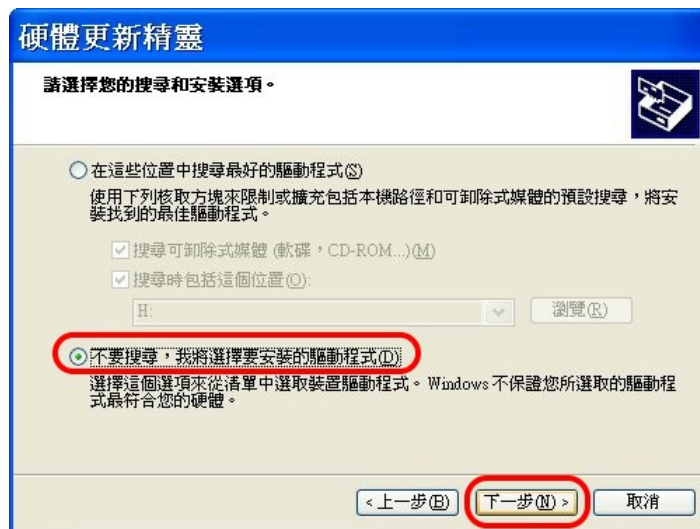 硬體更新精靈
請選擇您的搜尋和安裝選項。
在這些位置中搜尋最好的驅動程式(S)
使用下列核取方塊來限制或擴充包括本機路徑和可卸除式媒體的預設搜尋，將安
裝找到的最佳驅動程式。
搜尋可卸除式媒體 (軟碟，CD-ROM...)(M)
搜尋時包括這個位置(O):
H: 瀏覽(R)
不要搜尋，我將選擇要安裝的驅動程式(D)
選擇這個選項來從清單中選取裝置驅動程式。Windows 不保證您所選取的驅動程
式最符合您的硬體。
<上一步(B) 下一步(N) > 取消